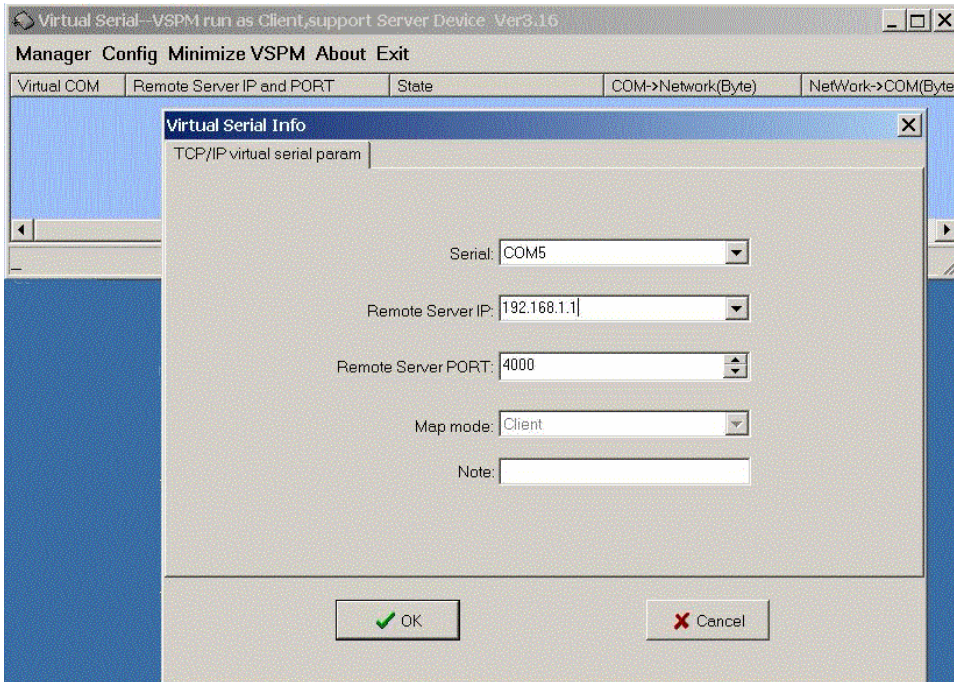 Virtual Serial--VSPM run as Client,support Server Device Ver3.16
Manager Config Minimize VSPM About Exit
Virtual COM Remote Server IP and PORT State COM->Network(Byte) NetWork->COM(Byte
Virtual Serial Info
TCP/IP virtual serial param
Serial: COM5
Remote Server IP: 192.168.1.1
Remote Server PORT: 4000
Map mode: Client
Note:
OK Cancel